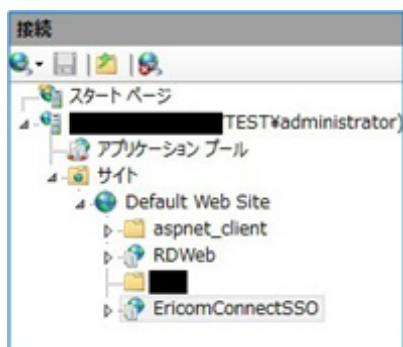 接続
スタート ページ
TEST¥administrator)
アプリケーション プール
サイト
Default Web Site
aspnet_client
RDWeb
EricomConnectSSO